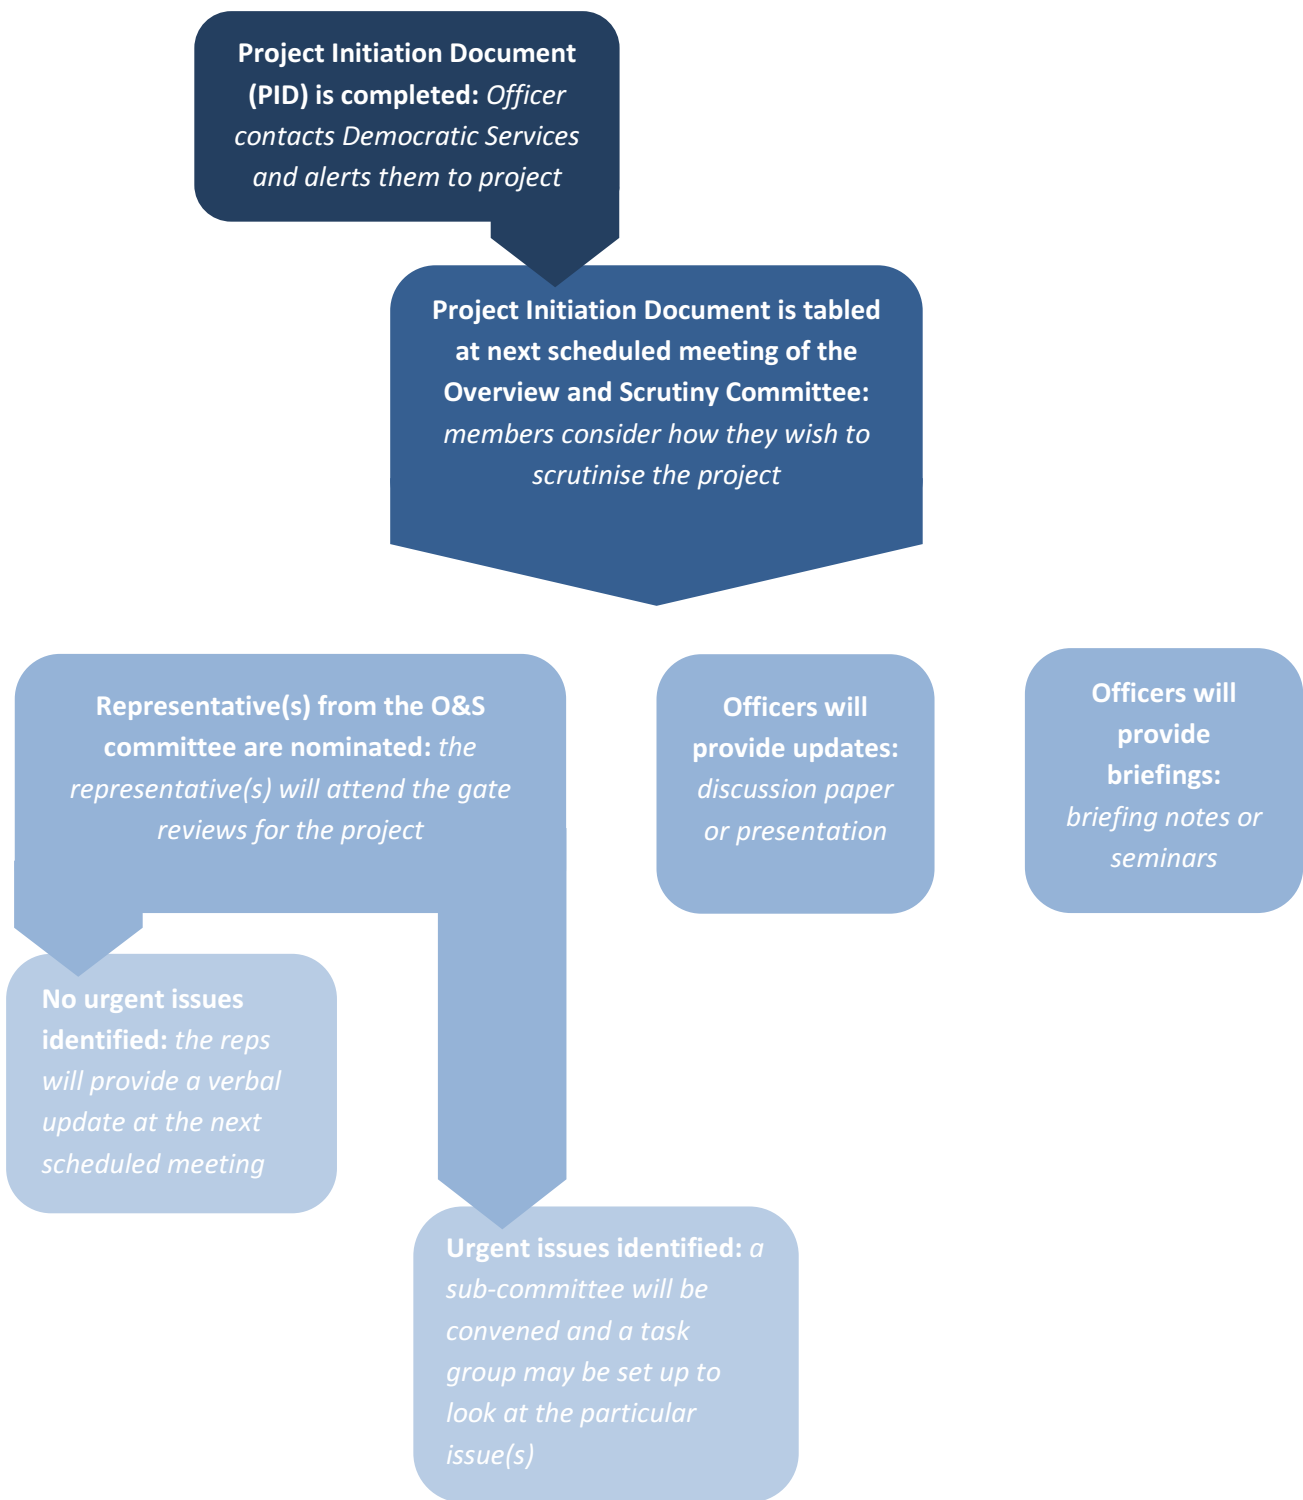 Project Initiation Document
(PID) is completed: Officer
contacts Democratic Services
and alerts them to project
Project Initiation Document is tabled
at next scheduled meeting of the
Overview and Scrutiny Committee:
members consider how they wish to
scrutinise the project
Representative(s) from the O&S
committee are nominated: the
representative(s) will attend the gate
reviews for the project
Officers will
provide updates:
discussion paper
or presentation
Officers will
provide
briefings:
briefing notes or
seminars
No urgent issues
identified: the reps
will provide a verbal
update at the next
scheduled meeting
Urgent issues identified: a
sub-committee will be
convened and a task
group may be set up to
look at the particular
issue(s)